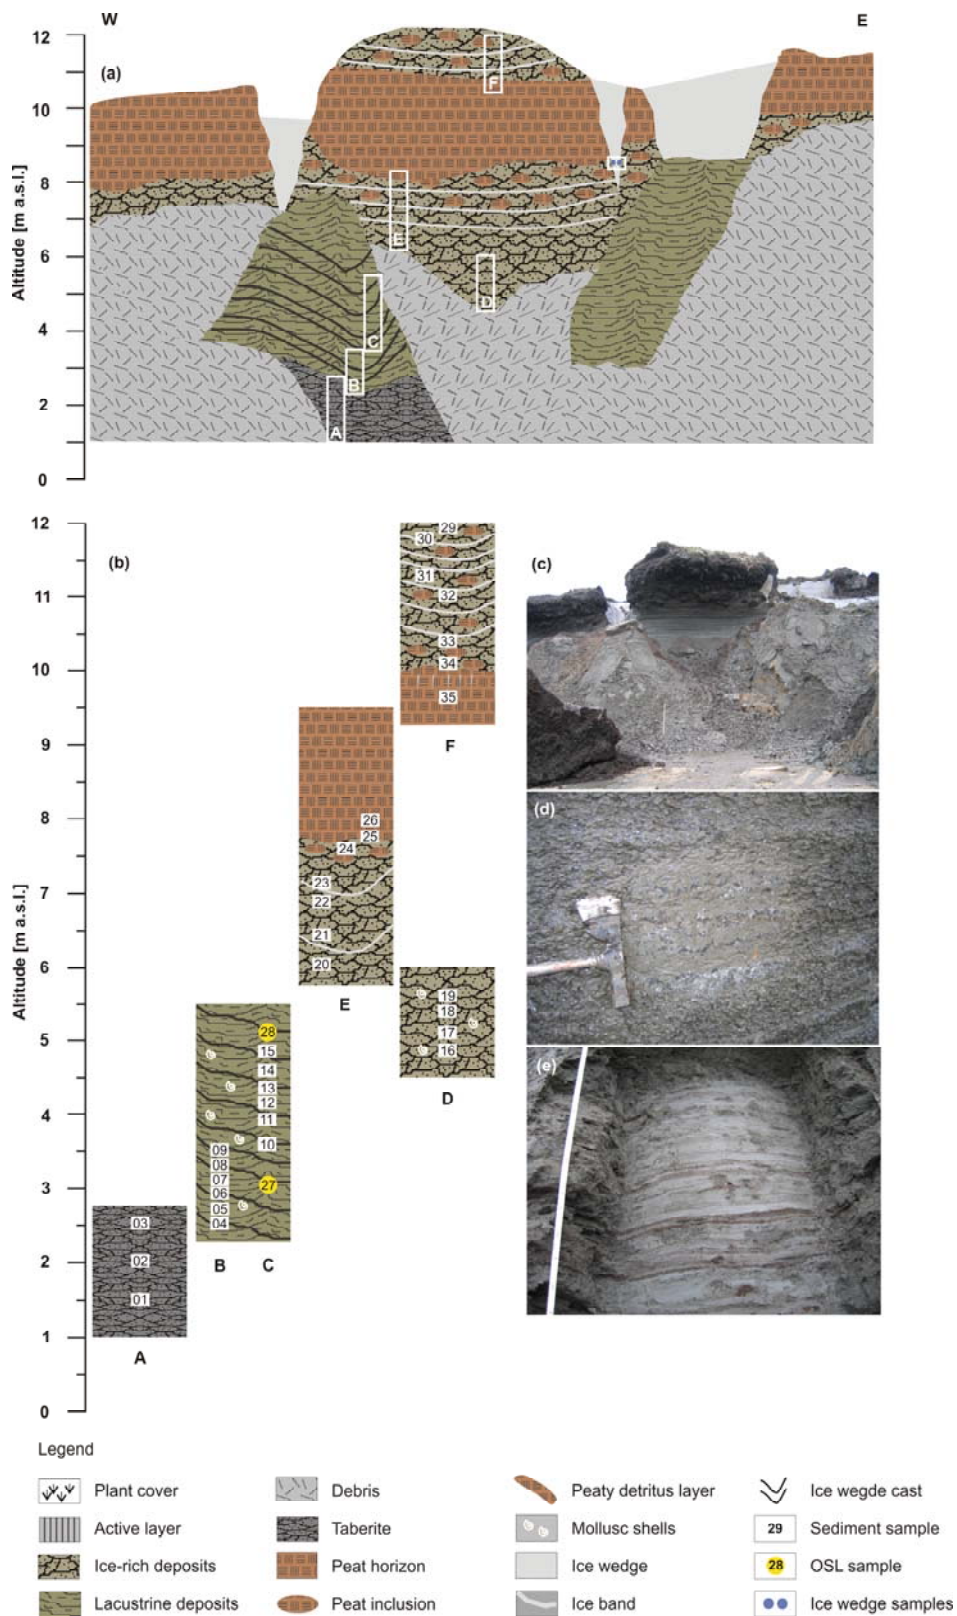 W
E
(a)
Altitude [m a.s.l.]
12
10
8
6
4
2
0
F
E
D
C
B
A
(b)
Altitude [m a.s.l.]
12
11
10
9
8
7
6
5
4
3
2
1
0
29
30
31
32
33
34
35
F
26
25
24
23
22
21
20
E
19
18
17
16
D
28
15
14
13
12
11
10
27
09
08
07
06
05
04
B
C
03
02
01
A
(c)
(d)
(e)
Legend
Plant cover
Debris
Peaty detritus layer
Ice wegde cast
Active layer
Taberite
Mollusc shells
29 Sediment sample
Ice-rich deposits
Peat horizon
Ice wedge
28 OSL sample
Lacustrine deposits
Peat inclusion
Ice band
Ice wedge samples